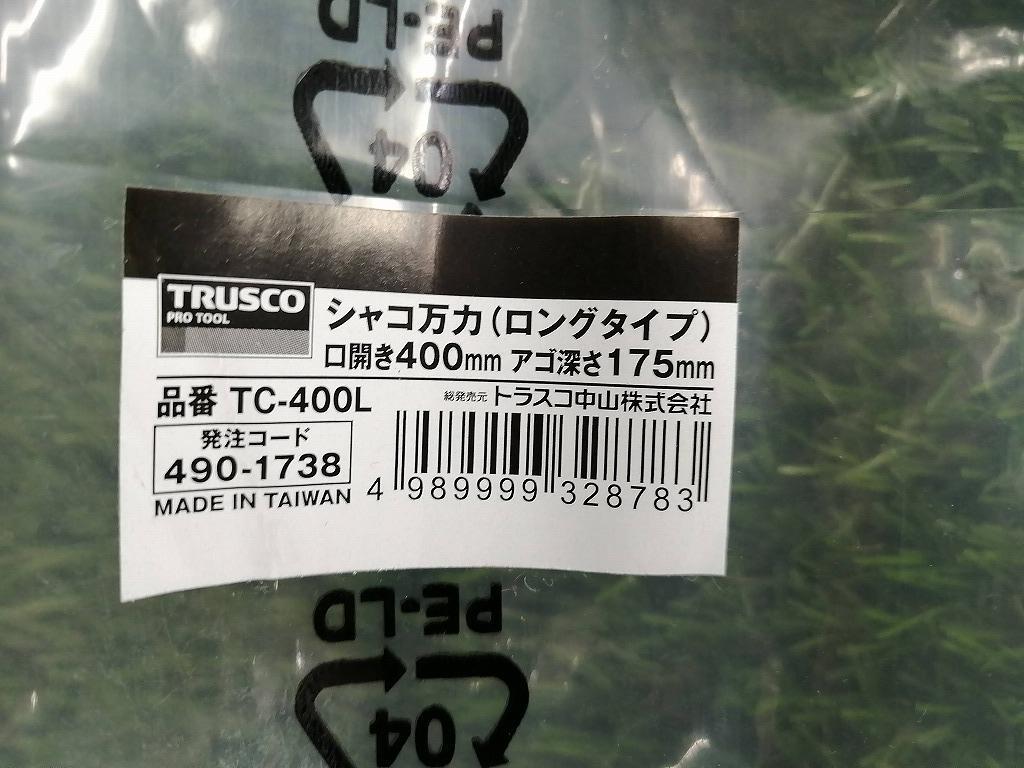 PE-LD
04
TRUSCO
PRO TOOL
シャコ万力(ロングタイプ)
口開き400mm アゴ深さ175mm
品番 TC-400L
総発売元 トラスコ中山株式会社
発注コード
490-1738
MADE IN TAIWAN
4 989999 328783
PE-LD
04